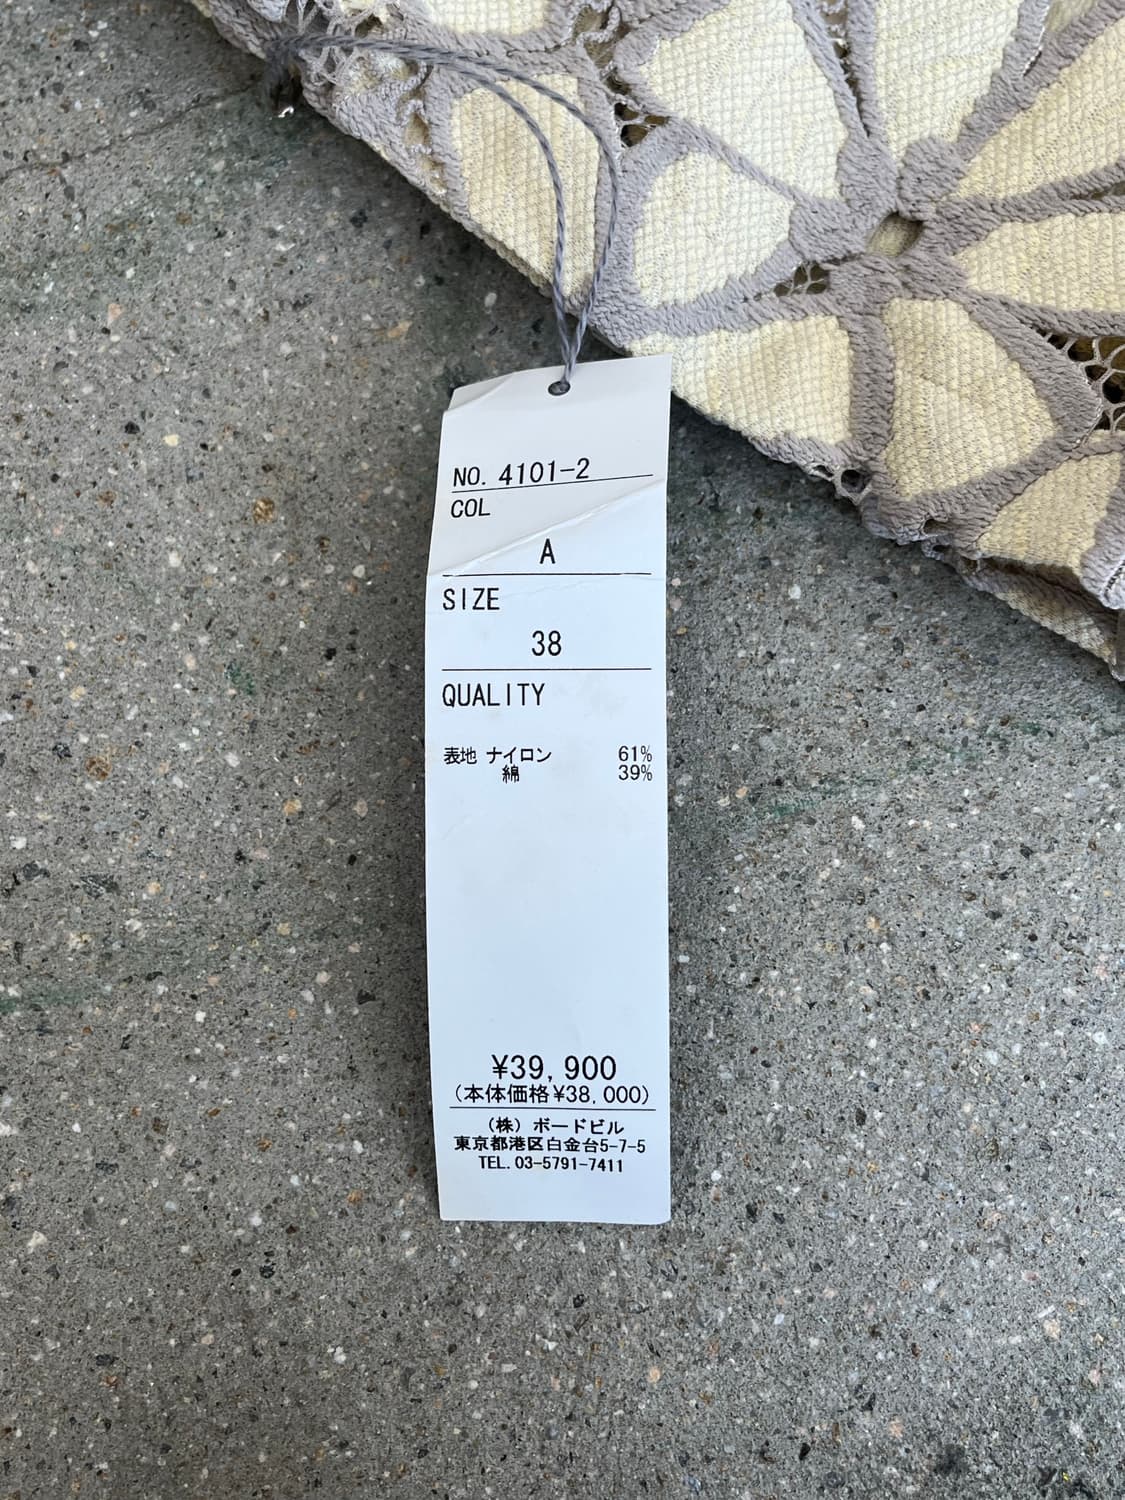 NO. 4101-2
COL
A
SIZE
38
QUALITY
表地 ナイロン 61%
綿 39%
¥39,900
(本体価格¥38,000)
(株) ボードビル
東京都港区白金台5-7-5
TEL. 03-5791-7411